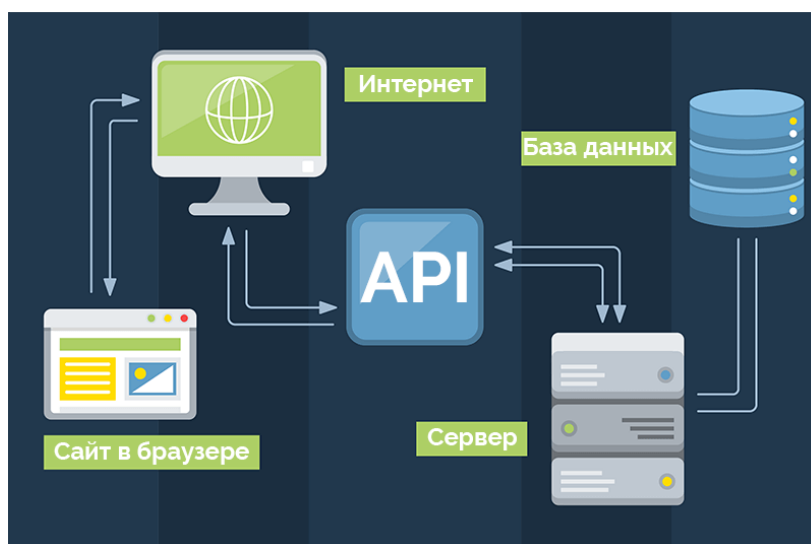 Интернет
База данных
API
Сервер
Сайт в браузере